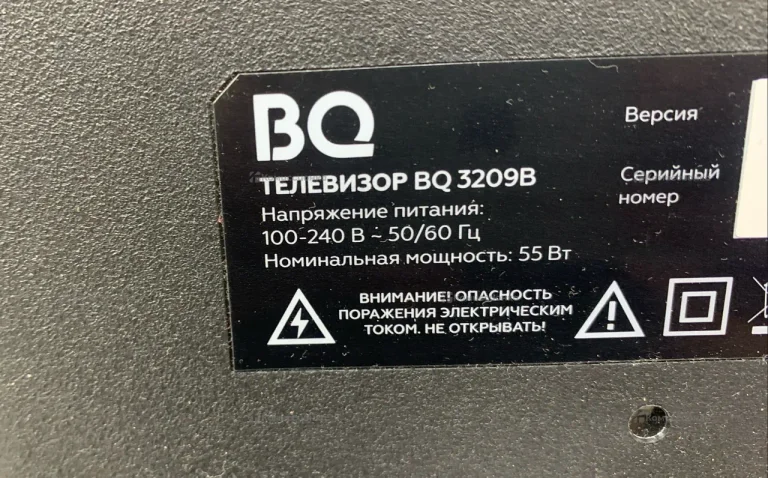 BQ
ТЕЛЕВИЗОР BQ 3209B
Напряжение питания:
100-240 В ~ 50/60 Гц
Номинальная мощность: 55 Вт
ВНИМАНИЕ! ОПАСНОСТЬ
ПОРАЖЕНИЯ ЭЛЕКТРИЧЕСКИМ
ТОКОМ. НЕ ОТКРЫВАТЬ!
Версия
Серийный
номер